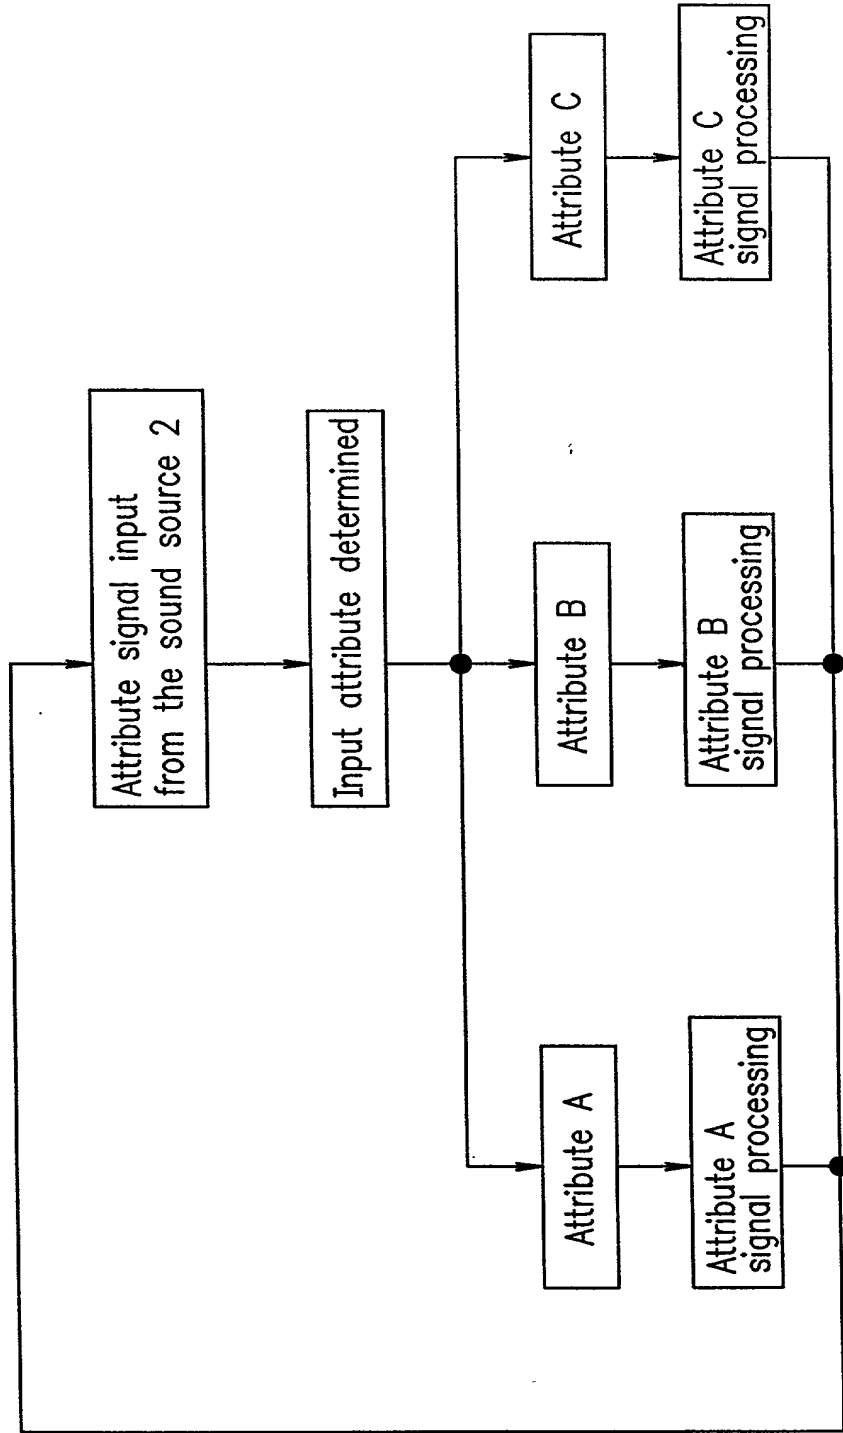 Attribute signal input
from the sound source 2
Input attribute determined
Attribute A
Attribute B
Attribute C
Attribute A
signal processing
Attribute B
signal processing
Attribute C
signal processing